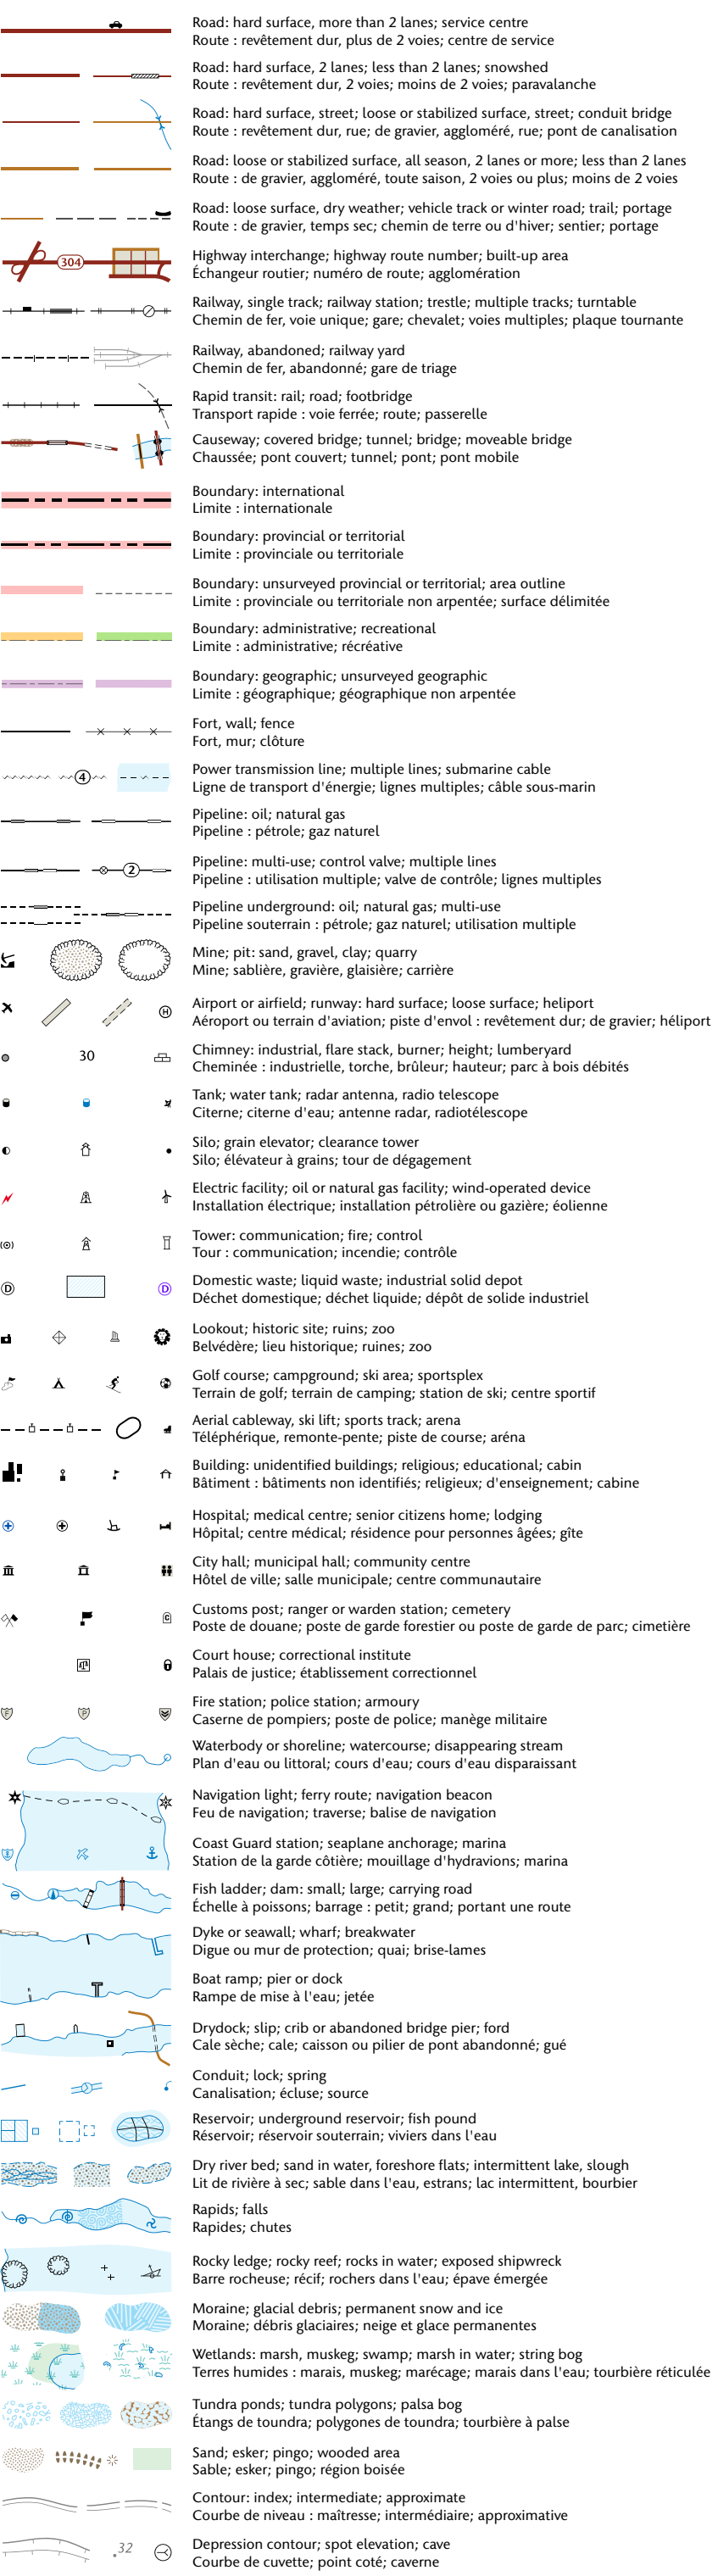 Road: hard surface, more than 2 lanes; service centre
Route : revêtement dur, plus de 2 voies; centre de service
Road: hard surface, 2 lanes; less than 2 lanes; snowshed
Route : revêtement dur, 2 voies; moins de 2 voies; paravalanche
Road: hard surface, street; loose or stabilized surface, street; conduit bridge
Route : revêtement dur, rue; de gravier, aggloméré, rue; pont de canalisation
Road: loose or stabilized surface, all season, 2 lanes or more; less than 2 lanes
Route : de gravier, aggloméré, toute saison, 2 voies ou plus; moins de 2 voies
Road: loose surface, dry weather; vehicle track or winter road; trail; portage
Route : de gravier, temps sec; chemin de terre ou d'hiver; sentier; portage
304
Highway interchange; highway route number; built-up area
Échangeur routier; numéro de route; agglomération
Railway, single track; railway station; trestle; multiple tracks; turntable
Chemin de fer, voie unique; gare; chevalet; voies multiples; plaque tournante
Railway, abandoned; railway yard
Chemin de fer, abandonné; gare de triage
Rapid transit: rail; road; footbridge
Transport rapide : voie ferrée; route; passerelle
Causeway; covered bridge; tunnel; bridge; moveable bridge
Chaussée; pont couvert; tunnel; pont; pont mobile
Boundary: international
Limite : internationale
Boundary: provincial or territorial
Limite : provinciale ou territoriale
Boundary: unsurveyed provincial or territorial; area outline
Limite : provinciale ou territoriale non arpentée; surface délimitée
Boundary: administrative; recreational
Limite : administrative; récréative
Boundary: geographic; unsurveyed geographic
Limite : géographique; géographique non arpentée
Fort, wall; fence
Fort, mur; clôture
4
Power transmission line; multiple lines; submarine cable
Ligne de transport d'énergie; lignes multiples; câble sous-marin
Pipeline: oil; natural gas
Pipeline : pétrole; gaz naturel
2
Pipeline: multi-use; control valve; multiple lines
Pipeline : utilisation multiple; valve de contrôle; lignes multiples
Pipeline underground: oil; natural gas; multi-use
Pipeline souterrain : pétrole; gaz naturel; utilisation multiple
Mine; pit: sand, gravel, clay; quarry
Mine; sablière, gravière, glaisière; carrière
H
Airport or airfield; runway: hard surface; loose surface; heliport
Aéroport ou terrain d'aviation; piste d'envol : revêtement dur; de gravier; héliport
30
Chimney: industrial, flare stack, burner; height; lumberyard
Cheminée : industrielle, torche, brûleur; hauteur; parc à bois débités
Tank; water tank; radar antenna, radio telescope
Citerne; citerne d'eau; antenne radar, radiotélescope
Silo; grain elevator; clearance tower
Silo; élévateur à grains; tour de dégagement
Electric facility; oil or natural gas facility; wind-operated device
Installation électrique; installation pétrolière ou gazière; éolienne
Tower: communication; fire; control
Tour : communication; incendie; contrôle
D D
Domestic waste; liquid waste; industrial solid depot
Déchet domestique; déchet liquide; dépôt de solide industriel
Lookout; historic site; ruins; zoo
Belvédère; lieu historique; ruines; zoo
Golf course; campground; ski area; sportsplex
Terrain de golf; terrain de camping; station de ski; centre sportif
Aerial cableway, ski lift; sports track; arena
Téléphérique, remonte-pente; piste de course; aréna
Building: unidentified buildings; religious; educational; cabin
Bâtiment : bâtiments non identifiés; religieux; d'enseignement; cabine
Hospital; medical centre; senior citizens home; lodging
Hôpital; centre médical; résidence pour personnes âgées; gîte
City hall; municipal hall; community centre
Hôtel de ville; salle municipale; centre communautaire
C
Customs post; ranger or warden station; cemetery
Poste de douane; poste de garde forestier ou poste de garde de parc; cimetière
Court house; correctional institute
Palais de justice; établissement correctionnel
F P
Fire station; police station; armoury
Caserne de pompiers; poste de police; manège militaire
Waterbody or shoreline; watercourse; disappearing stream
Plan d'eau ou littoral; cours d'eau; cours d'eau disparaissant
Navigation light; ferry route; navigation beacon
Feu de navigation; traverse; balise de navigation
Coast Guard station; seaplane anchorage; marina
Station de la garde côtière; mouillage d'hydravions; marina
Fish ladder; dam: small; large; carrying road
Échelle à poissons; barrage : petit; grand; portant une route
Dyke or seawall; wharf; breakwater
Digue ou mur de protection; quai; brise-lames
Boat ramp; pier or dock
Rampe de mise à l'eau; jetée
Drydock; slip; crib or abandoned bridge pier; ford
Cale sèche; cale; caisson ou pilier de pont abandonné; gué
Conduit; lock; spring
Canalisation; écluse; source
Reservoir; underground reservoir; fish pound
Réservoir; réservoir souterrain; viviers dans l'eau
Dry river bed; sand in water, foreshore flats; intermittent lake, slough
Lit de rivière à sec; sable dans l'eau, estrans; lac intermittent, bourbier
Rapids; falls
Rapides; chutes
Rocky ledge; rocky reef; rocks in water; exposed shipwreck
Barre rocheuse; récif; rochers dans l'eau; épave émergée
Moraine; glacial debris; permanent snow and ice
Moraine; débris glaciaires; neige et glace permanentes
Wetlands: marsh, muskeg; swamp; marsh in water; string bog
Terres humides : marais, muskeg; marécage; marais dans l'eau; tourbière réticulée
Tundra ponds; tundra polygons; palsa bog
Étangs de toundra; polygones de toundra; tourbière à palse
Sand; esker; pingo; wooded area
Sable; esker; pingo; région boisée
Contour: index; intermediate; approximate
Courbe de niveau : maîtresse; intermédiaire; approximative
.32
Depression contour; spot elevation; cave
Courbe de cuvette; point coté; caverne